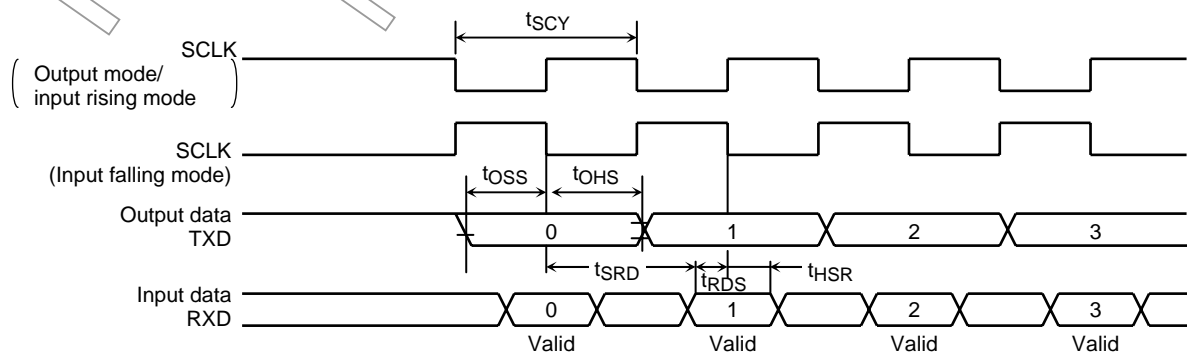 tSCY
SCLK
Output mode/
input rising mode
SCLK
(Input falling mode)
tOSS
tOHS
Output data
TXD
0
1
2
3
tSRD
tRDS
tHSR
Input data
RXD
0
1
2
3
Valid
Valid
Valid
Valid